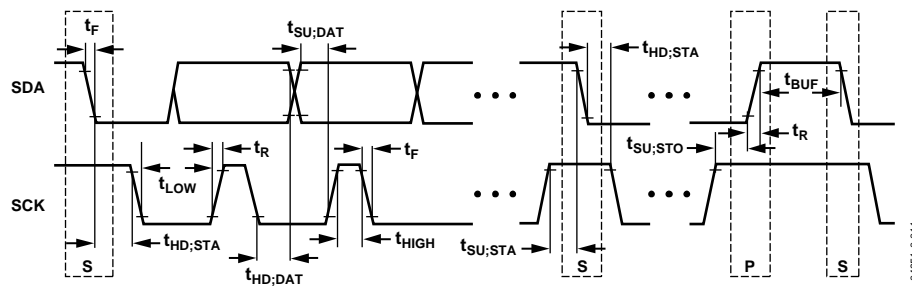 tF
tSU;DAT
tHD;STA
SDA
tBUF
tR
tF
tSU;STO
tR
tLOW
SCK
tHD;STA
tHD;DAT
tHIGH
tSU;STA
S
S
P
S